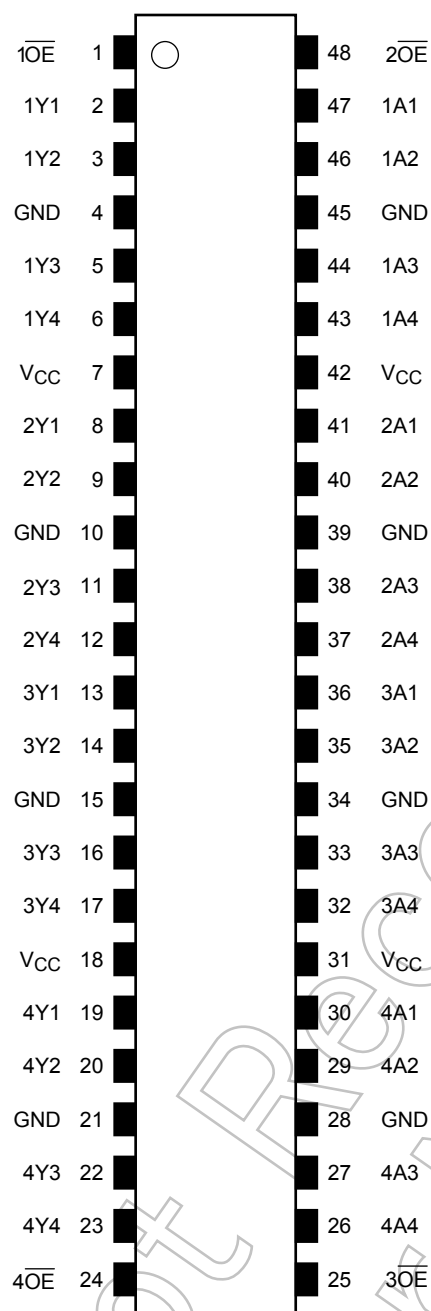 1O̅E̅ 1 48 2O̅E̅
1Y1 2 47 1A1
1Y2 3 46 1A2
GND 4 45 GND
1Y3 5 44 1A3
1Y4 6 43 1A4
VCC 7 42 VCC
2Y1 8 41 2A1
2Y2 9 40 2A2
GND 10 39 GND
2Y3 11 38 2A3
2Y4 12 37 2A4
3Y1 13 36 3A1
3Y2 14 35 3A2
GND 15 34 GND
3Y3 16 33 3A3
3Y4 17 32 3A4
VCC 18 31 VCC
4Y1 19 30 4A1
4Y2 20 29 4A2
GND 21 28 GND
4Y3 22 27 4A3
4Y4 23 26 4A4
4O̅E̅ 24 25 3O̅E̅